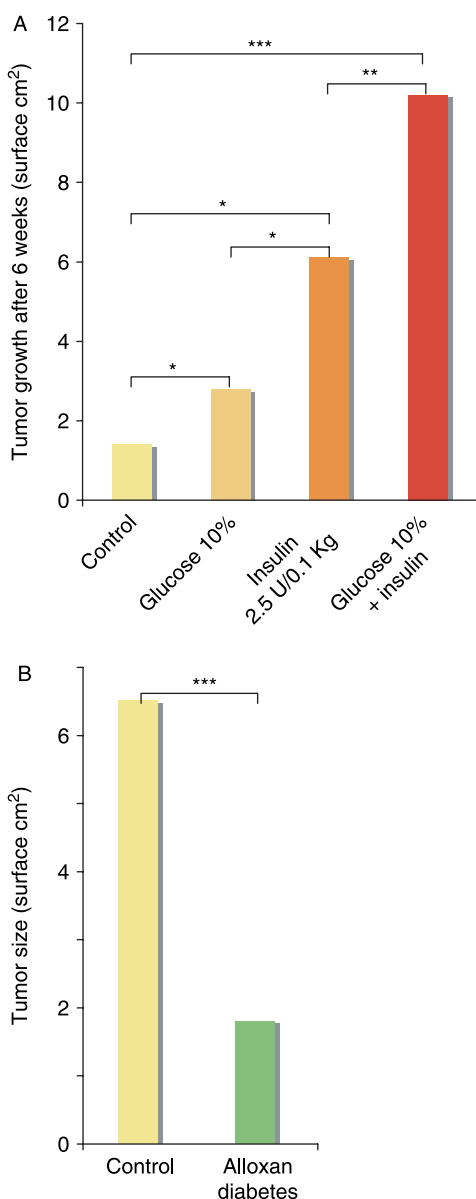 A
Tumor growth after 6 weeks (surface cm²)
12
10
8
6
4
2
0
***
**
*
*
*
Control
Glucose 10%
Insulin
2.5 U/0.1 Kg
Glucose 10%
+ insulin
B
Tumor size (surface cm²)
6
4
2
0
***
Control
Alloxan
diabetes